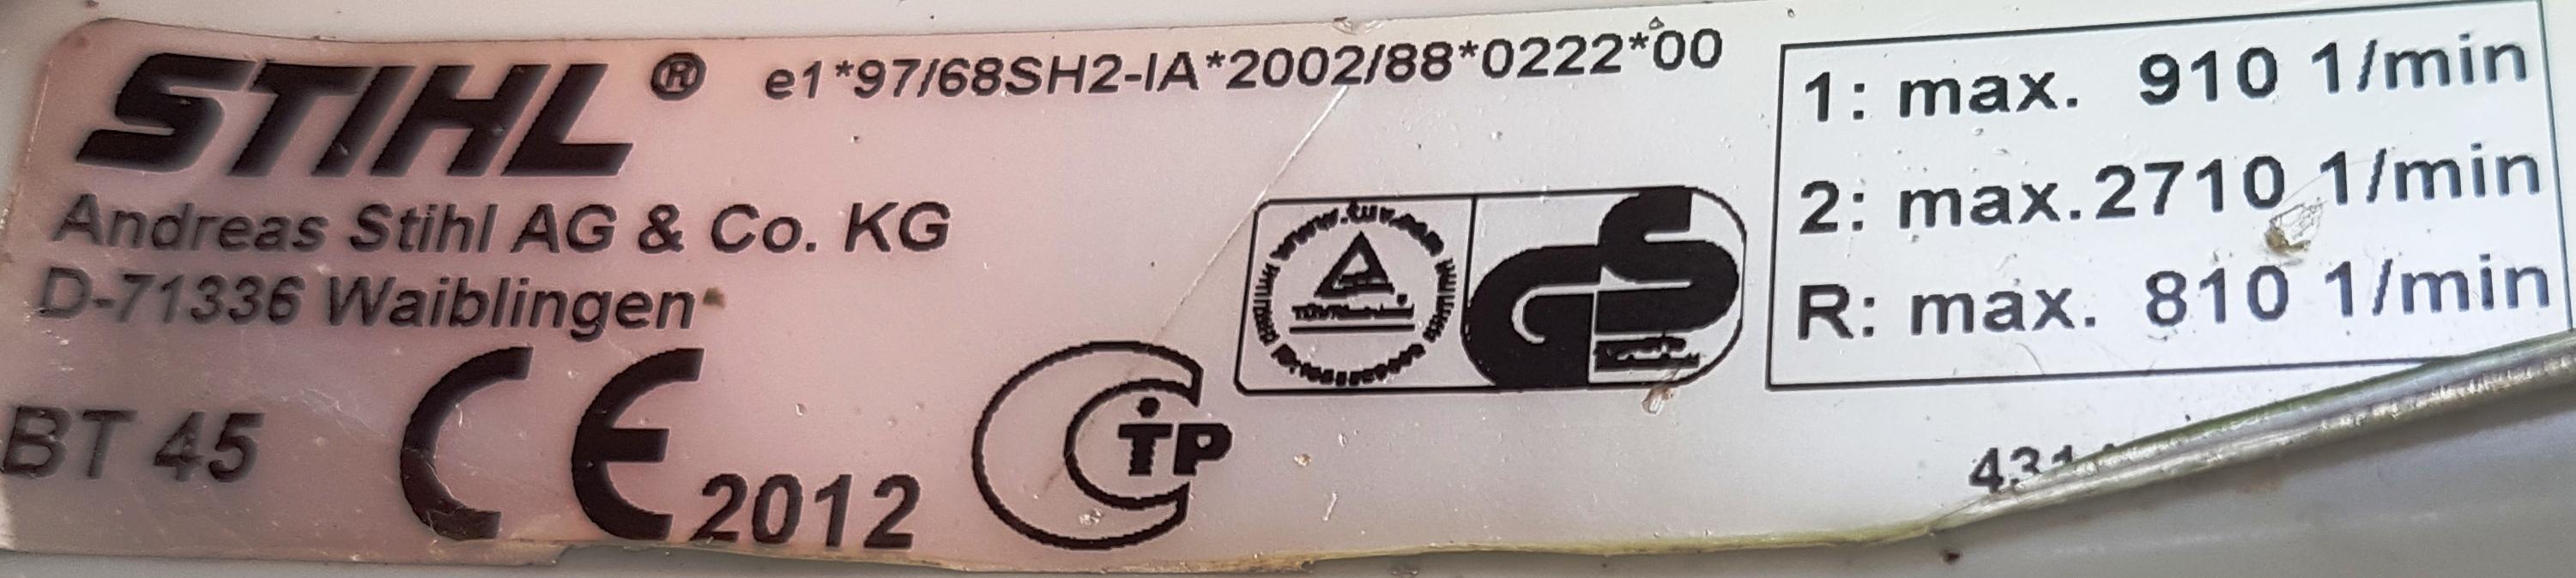 STIHL® e1*97/68SH2-IA*2002/88*0222*00
Andreas Stihl AG & Co. KG
D-71336 Waiblingen
BT 45 CE 2012
1: max. 910 1/min
2: max.2710 1/min
R: max. 810 1/min